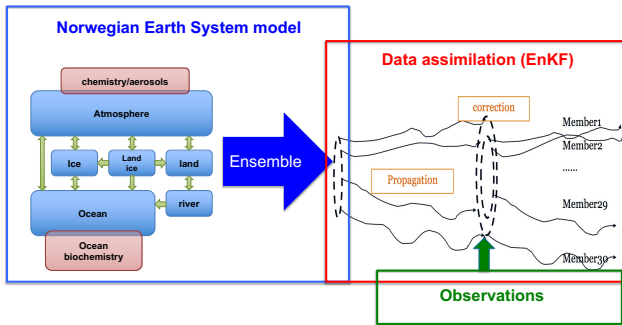 Norwegian Earth System model
Data assimilation (EnKF)
chemistry/aerosols
Atmosphere
Ice
Land
ice
land
river
Ocean
Ocean
biochemistry
Ensemble
correction
Propagation
Member1
Member2
......
Member29
Member30
Observations